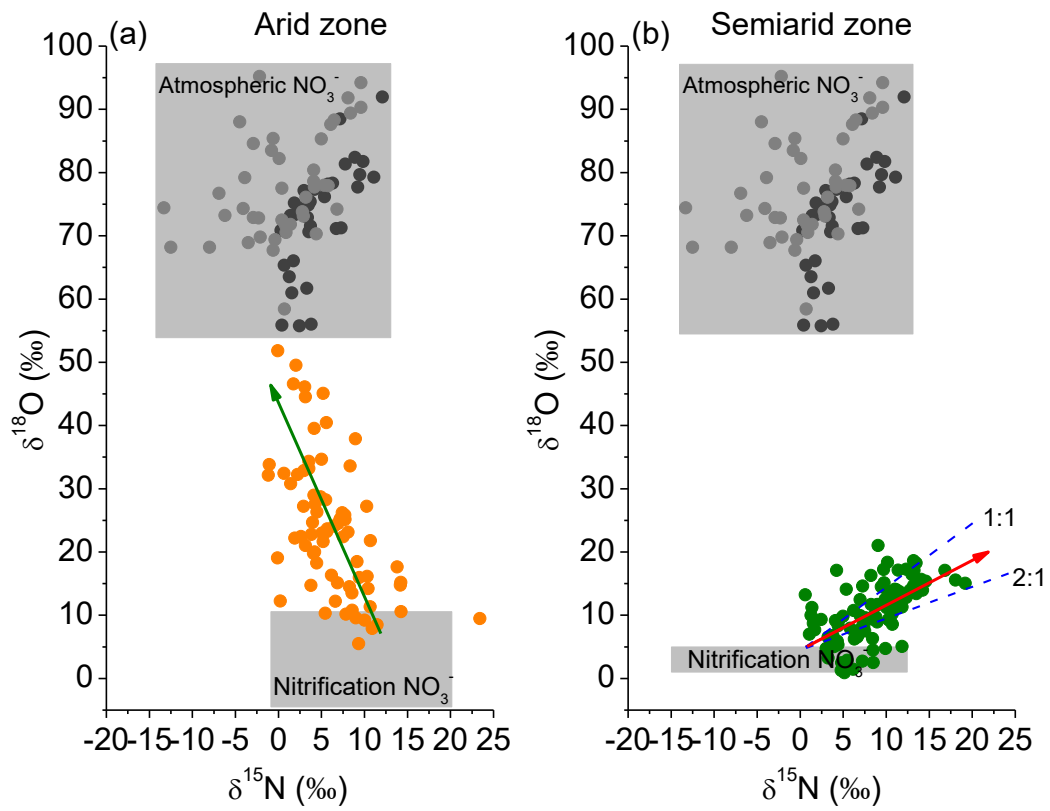 (a) Arid zone
100
90
80
70
60
50
40
30
20
10
0
Atmospheric NO₃⁻
Nitrification NO₃⁻
δ¹⁸O (‰)
-20 -15 -10 -5 0 5 10 15 20 25
δ¹⁵N (‰)
(b) Semiarid zone
100
90
80
70
60
50
40
30
20
10
0
Atmospheric NO₃⁻
1:1
2:1
Nitrification NO₃⁻
δ¹⁸O (‰)
-20 -15 -10 -5 0 5 10 15 20 25
δ¹⁵N (‰)